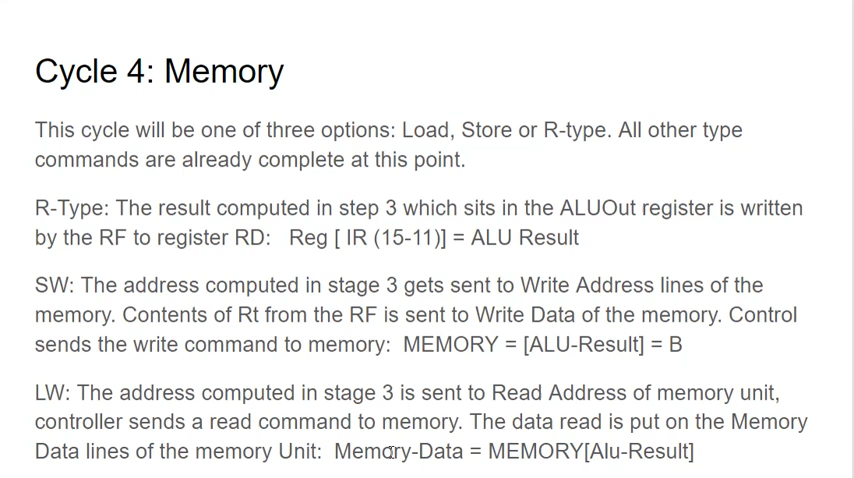 Cycle 4: Memory
This cycle will be one of three options: Load, Store or R-type. All other type
commands are already complete at this point.
R-Type: The result computed in step 3 which sits in the ALUOut register is written
by the RF to register RD: Reg [ IR (15-11)] = ALU Result
SW: The address computed in stage 3 gets sent to Write Address lines of the
memory. Contents of Rt from the RF is sent to Write Data of the memory. Control
sends the write command to memory: MEMORY = [ALU-Result] = B
LW: The address computed in stage 3 is sent to Read Address of memory unit,
controller sends a read command to memory. The data read is put on the Memory
Data lines of the memory Unit: Memory-Data = MEMORY[Alu-Result]